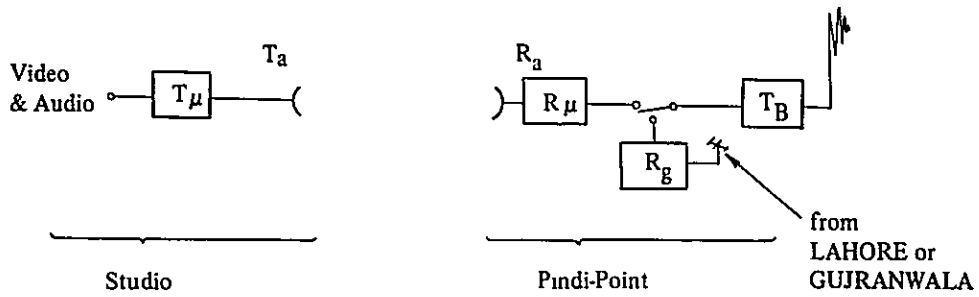 Video
& Audio
Tμ
Ta
Ra
Rμ
TB
Rg
from
LAHORE or
GUJRANWALA
Studio
Pindi-Point